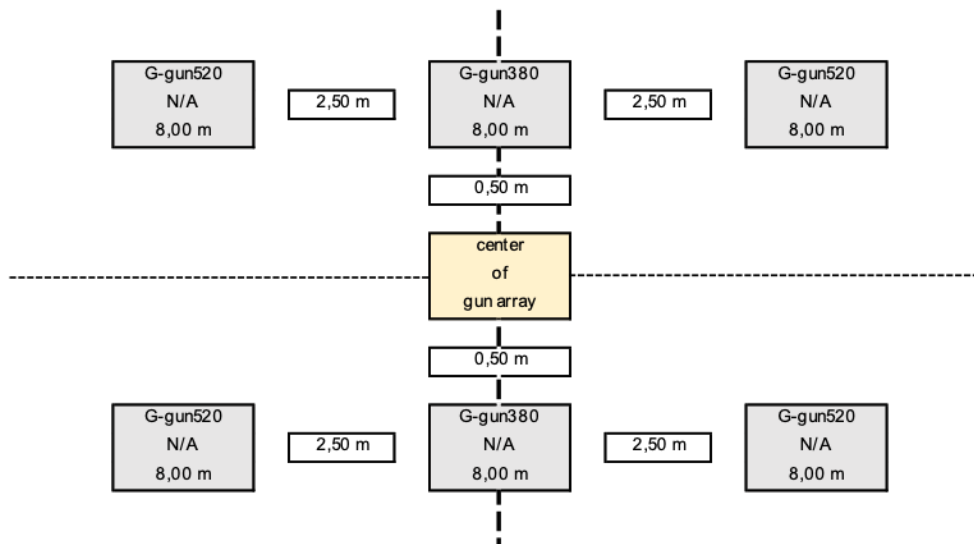 G-gun520
N/A
8,00 m
2,50 m
G-gun380
N/A
8,00 m
2,50 m
G-gun520
N/A
8,00 m
0,50 m
center
of
gun array
0,50 m
G-gun520
N/A
8,00 m
2,50 m
G-gun380
N/A
8,00 m
2,50 m
G-gun520
N/A
8,00 m